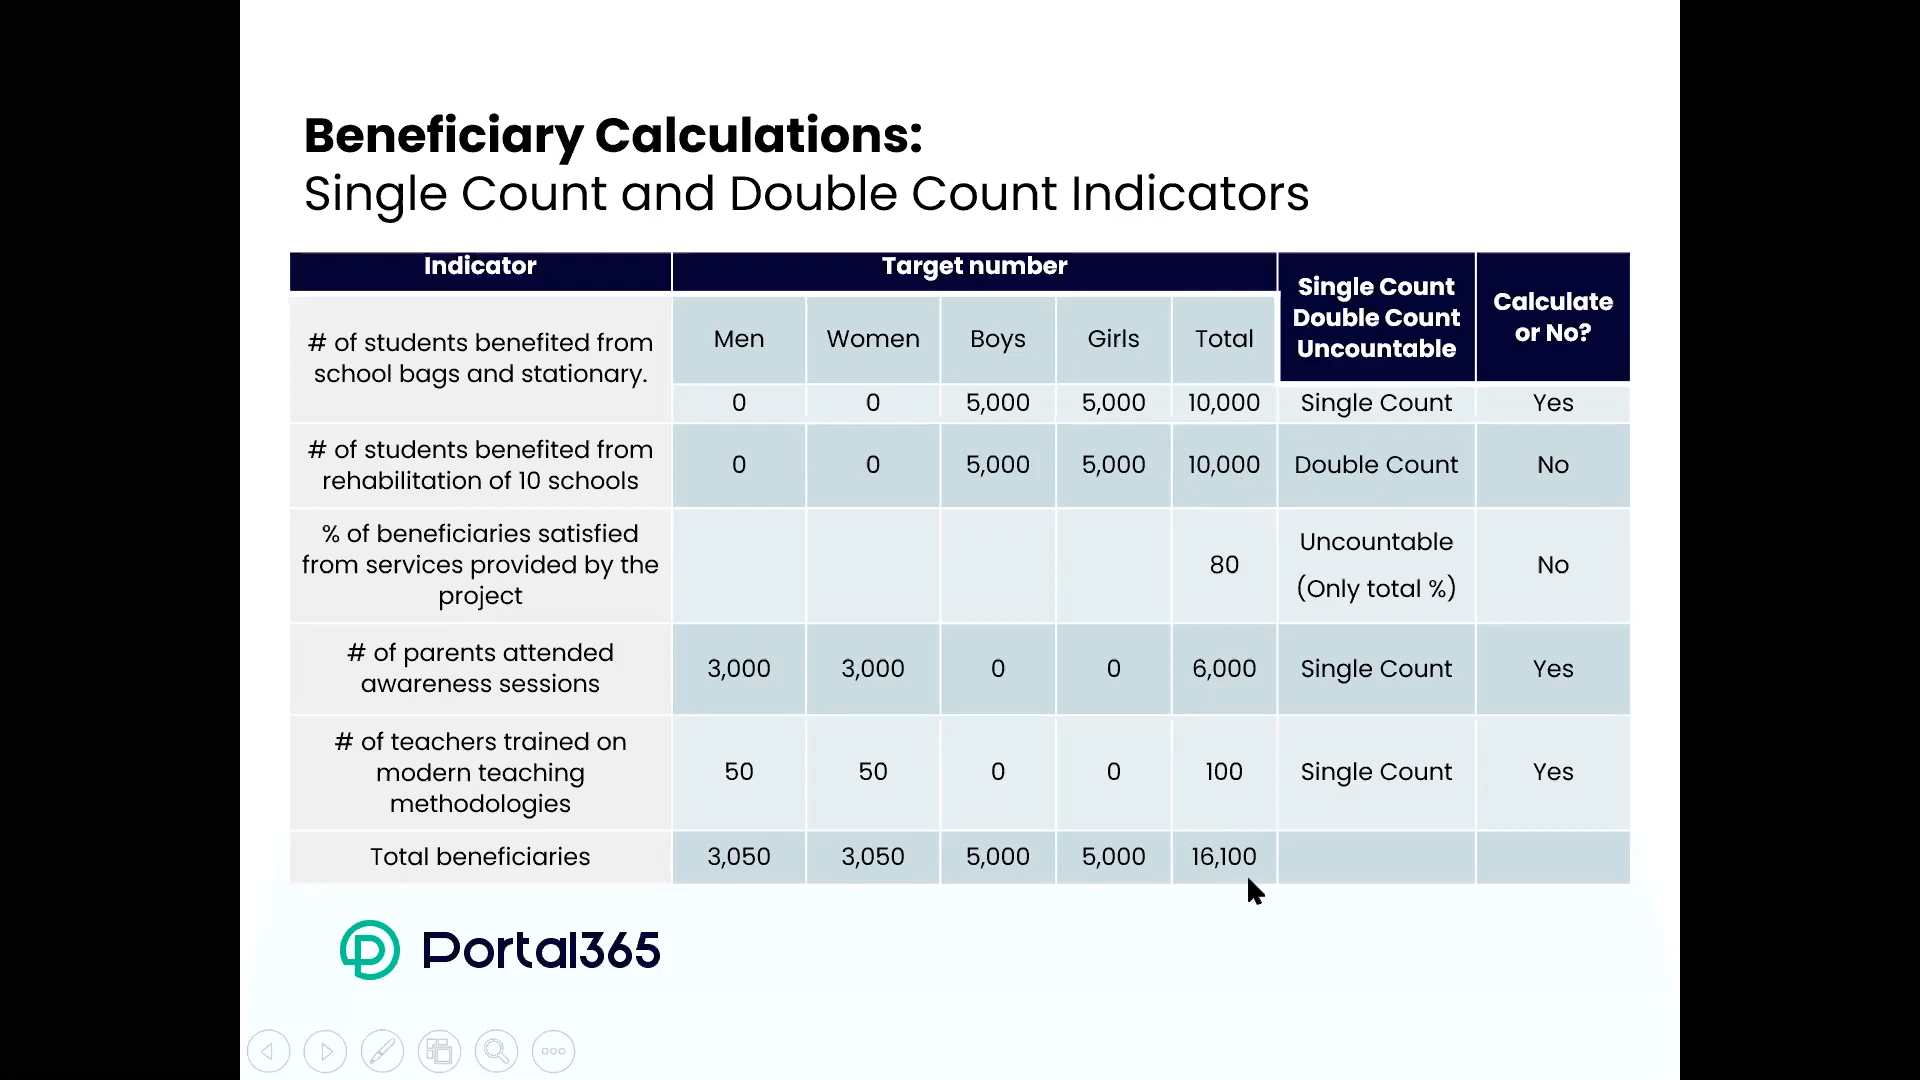 Beneficiary Calculations:
Single Count and Double Count Indicators
Indicator
Target number
Single Count
Double Count
Uncountable
Calculate
or No?
# of students benefited from
school bags and stationary.
Men
Women
Boys
Girls
Total
0
0
5,000
5,000
10,000
Single Count
Yes
# of students benefited from
rehabilitation of 10 schools
0
0
5,000
5,000
10,000
Double Count
No
% of beneficiaries satisfied
from services provided by the
project
80
Uncountable
(Only total %)
No
# of parents attended
awareness sessions
3,000
3,000
0
0
6,000
Single Count
Yes
# of teachers trained on
modern teaching
methodologies
50
50
0
0
100
Single Count
Yes
Total beneficiaries
3,050
3,050
5,000
5,000
16,100
Portal365